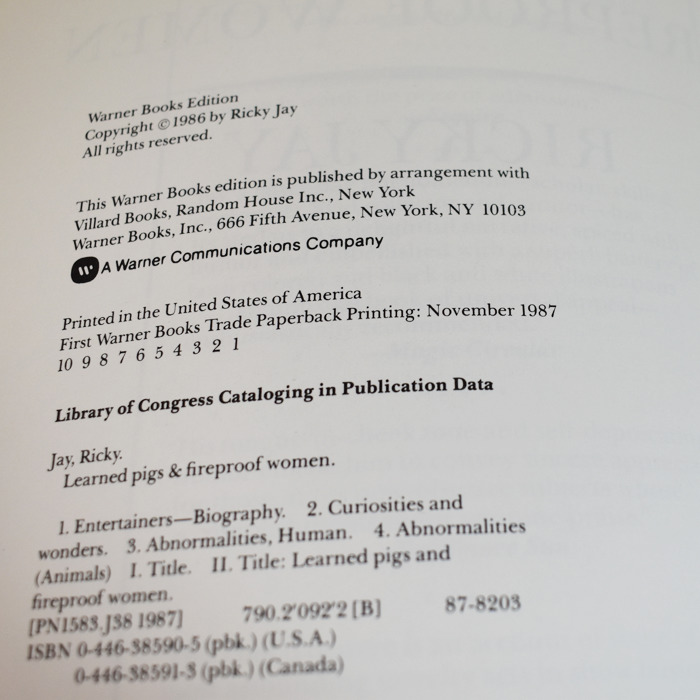 Warner Books Edition
Copyright © 1986 by Ricky Jay
All rights reserved.
This Warner Books edition is published by arrangement with
Villard Books, Random House Inc., New York
Warner Books, Inc., 666 Fifth Avenue, New York, NY 10103
A Warner Communications Company
Printed in the United States of America
First Warner Books Trade Paperback Printing: November 1987
10 9 8 7 6 5 4 3 2 1
Library of Congress Cataloging in Publication Data
Jay, Ricky.
Learned pigs & fireproof women.
1. Entertainers—Biography. 2. Curiosities and
wonders. 3. Abnormalities, Human. 4. Abnormalities
(Animals) I. Title. II. Title: Learned pigs and
fireproof women.
[PN1583.J38 1987] 790.2'092'2 [B] 87-8203
ISBN 0-446-38590-5 (pbk.) (U.S.A.)
0-446-38591-3 (pbk.) (Canada)